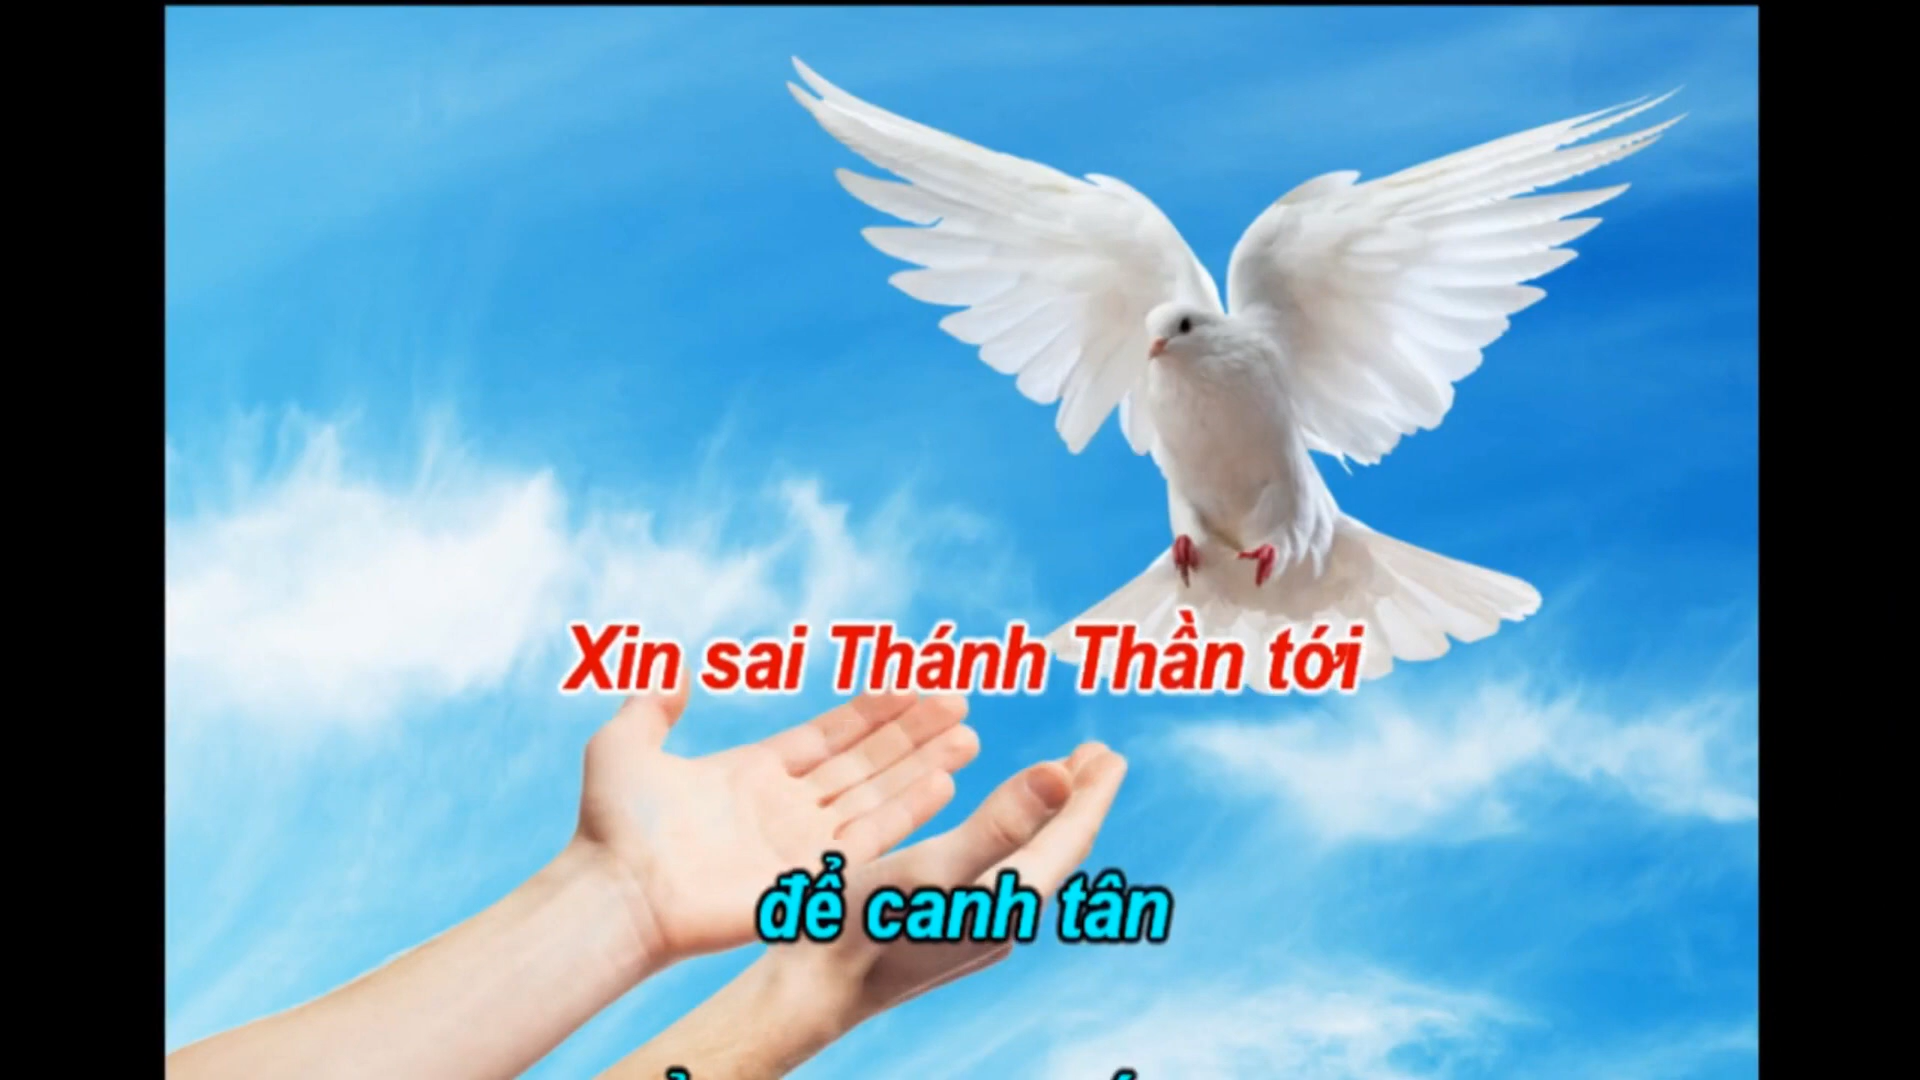 Xin sai Thánh Thần tới
để canh tân